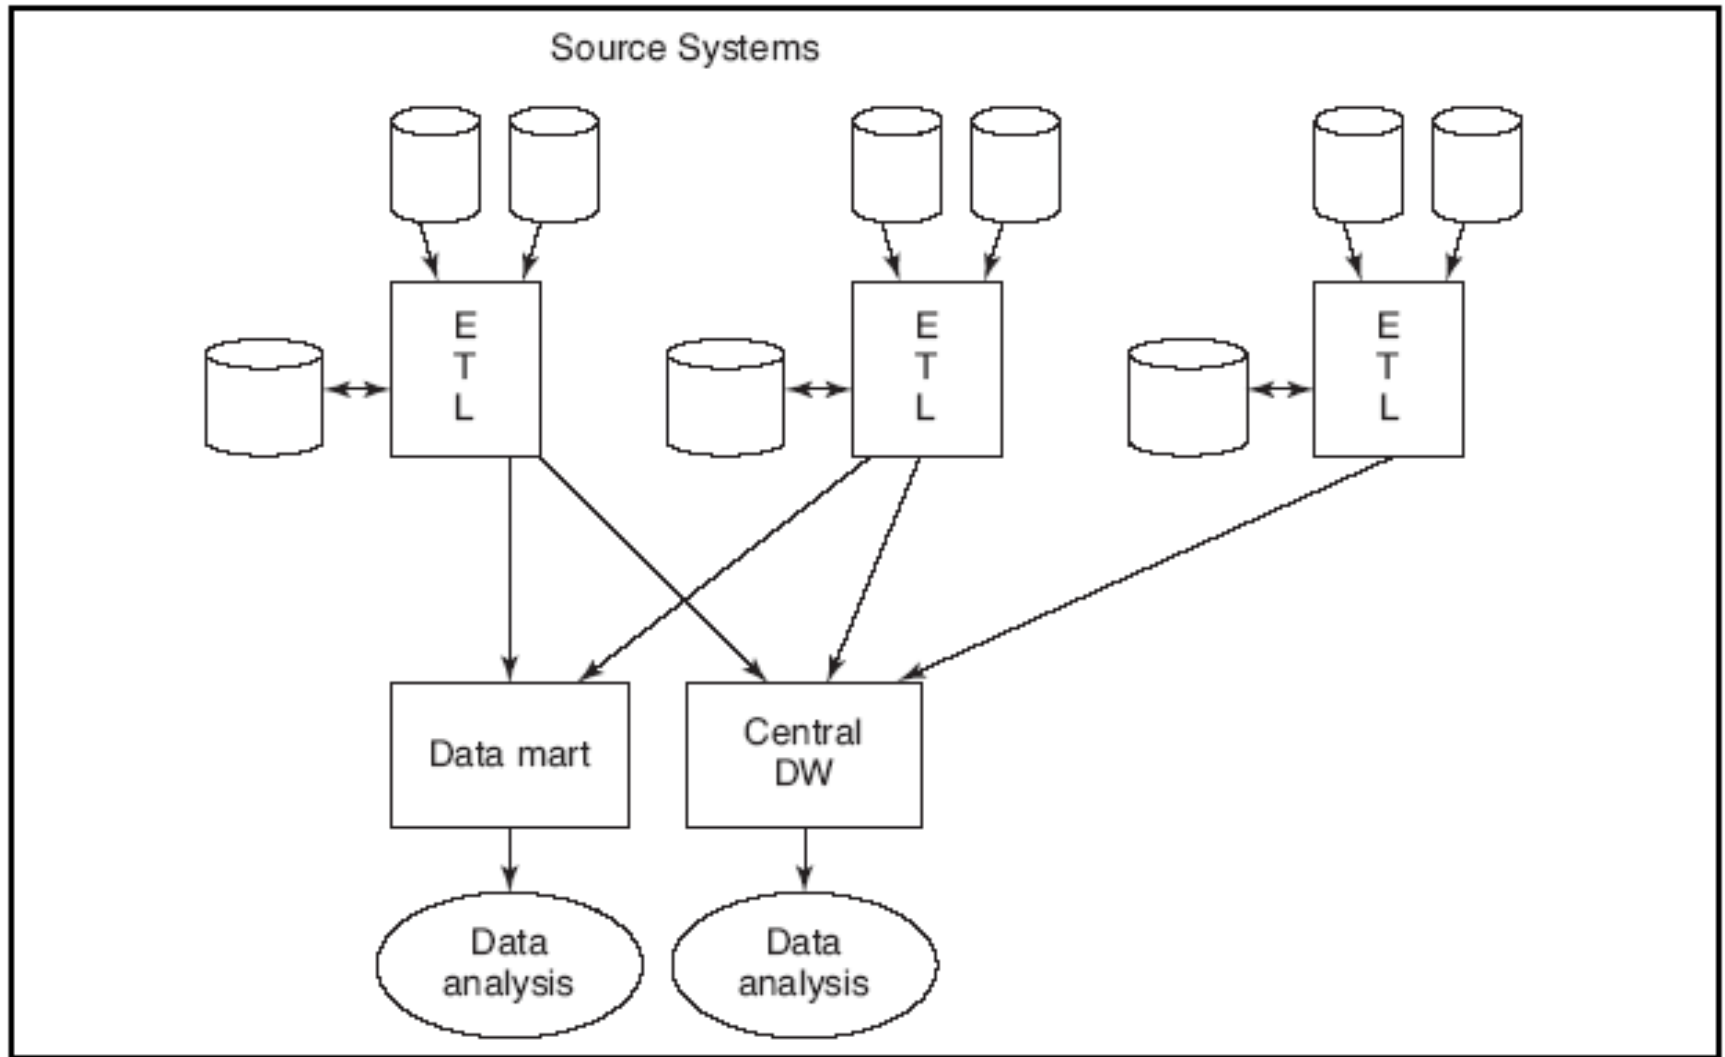 Source Systems
E
T
L
E
T
L
E
T
L
Data mart
Central
DW
Data
analysis
Data
analysis